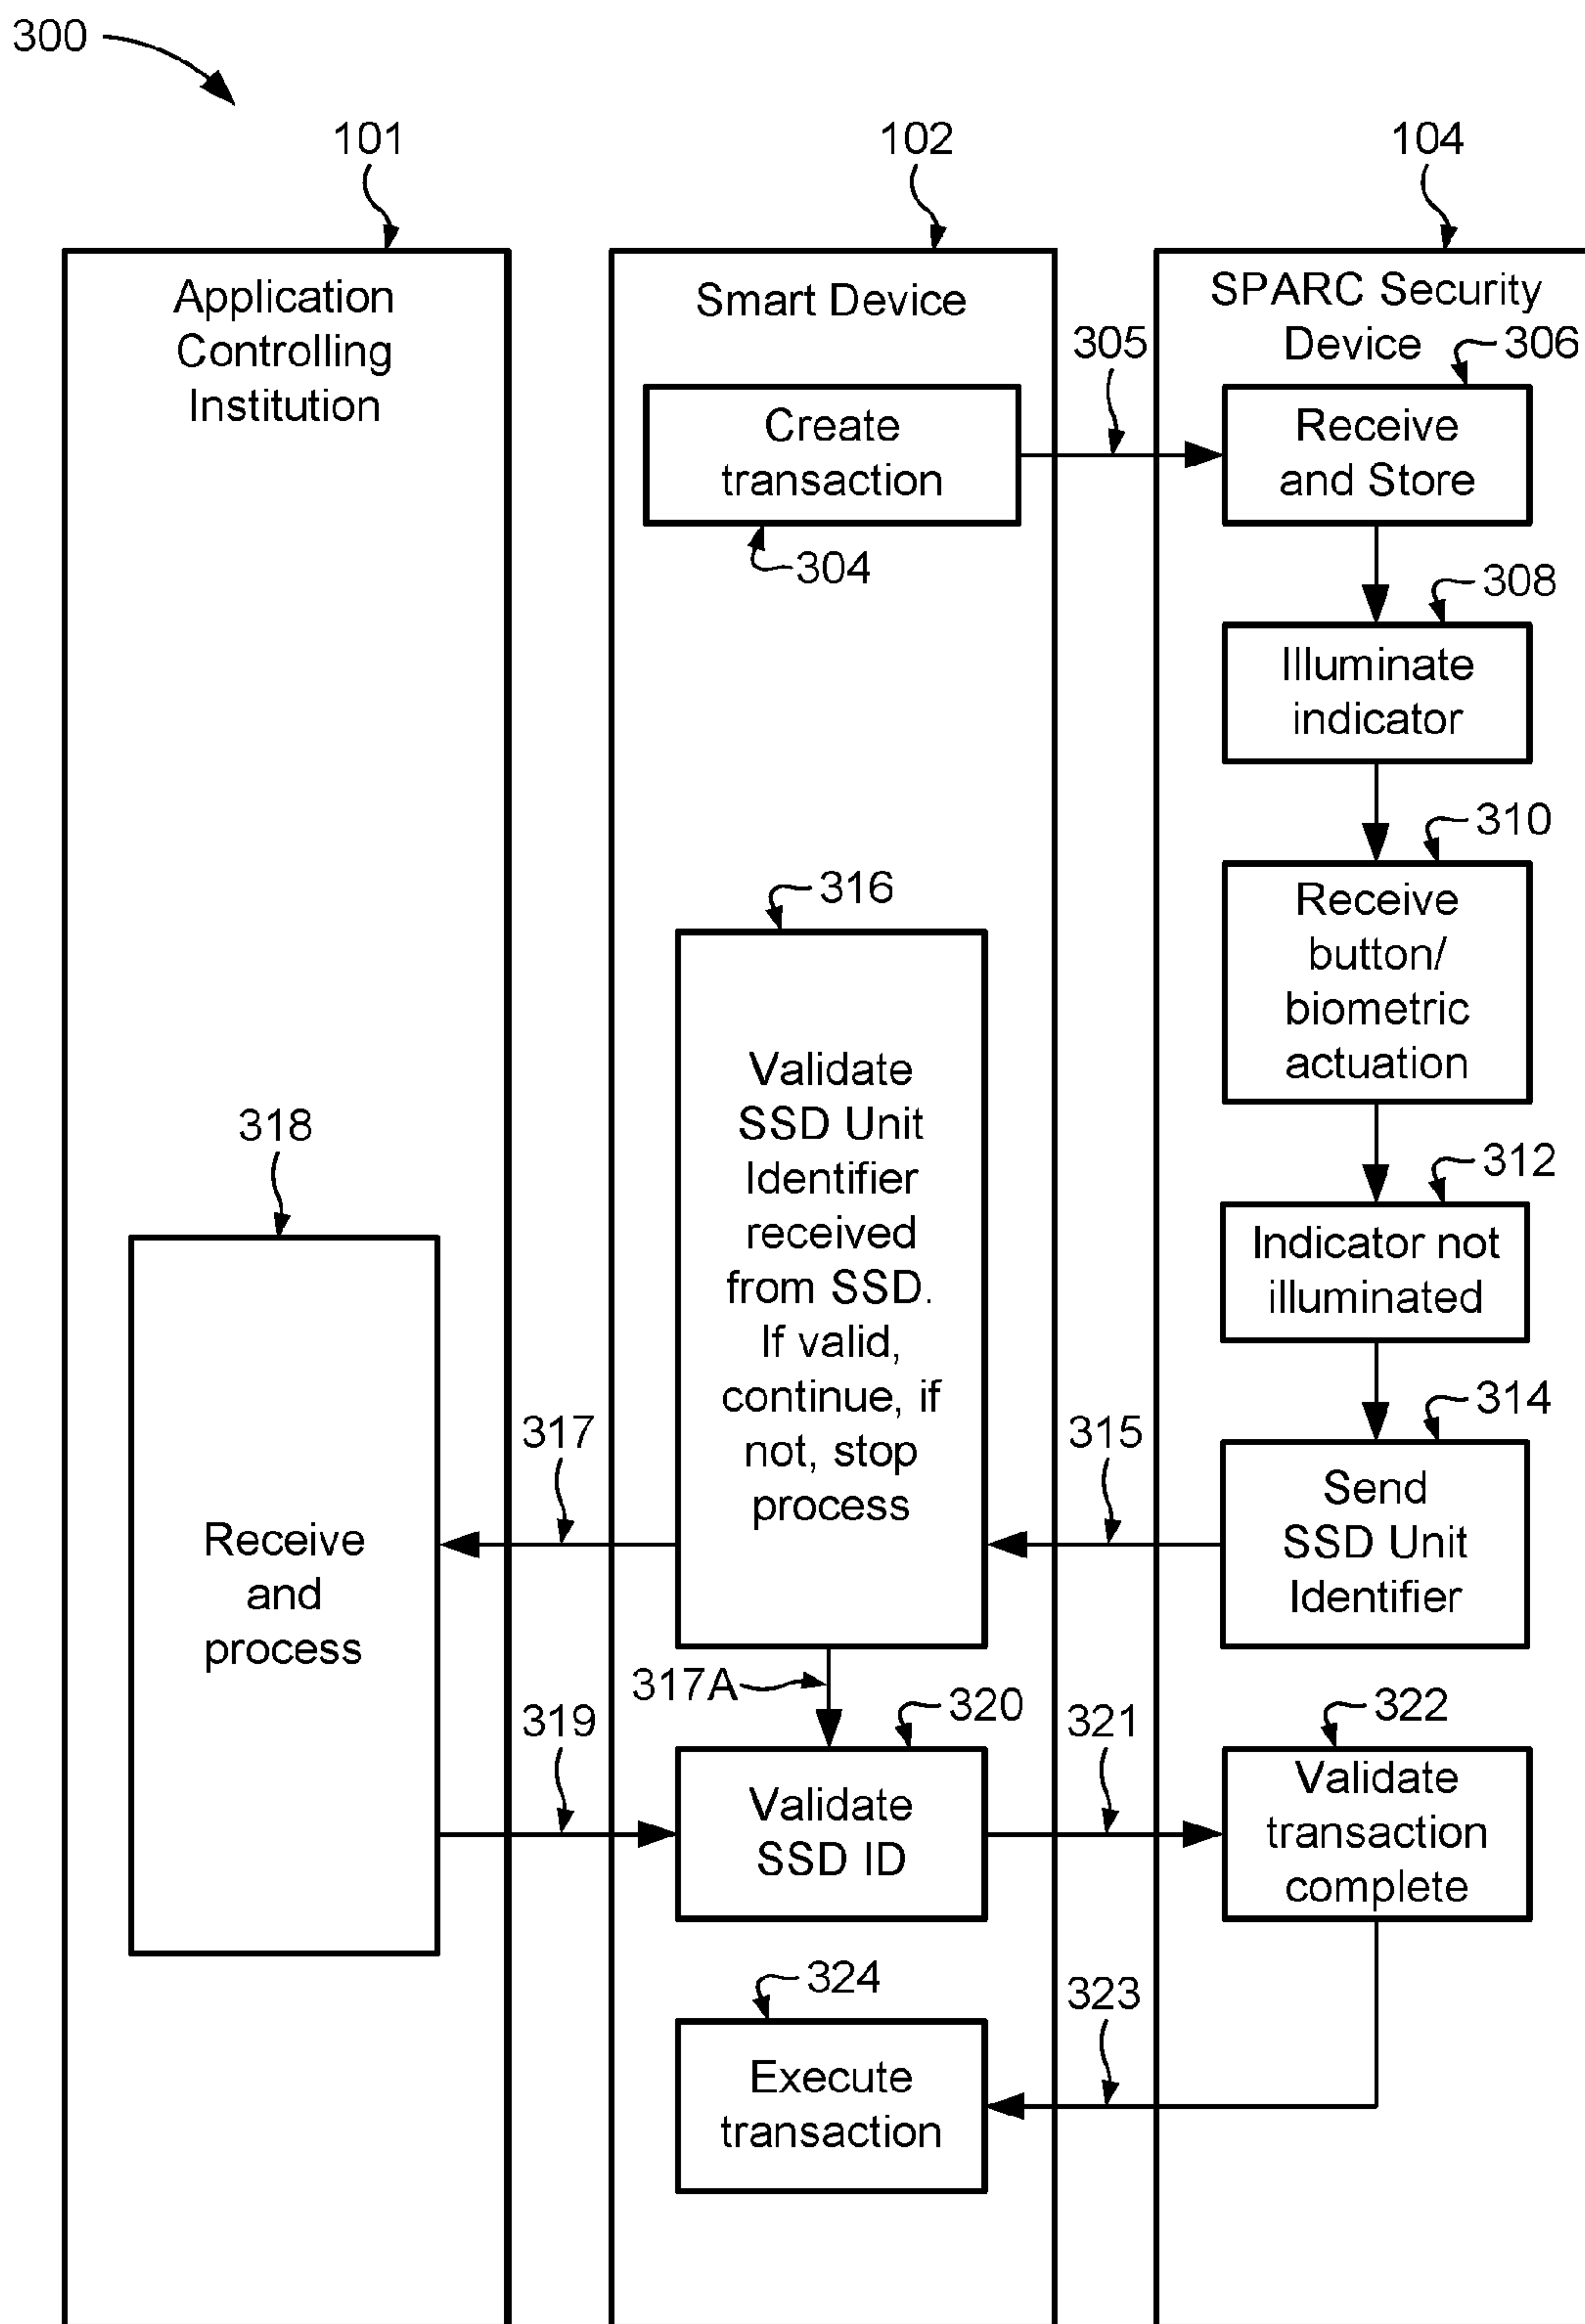 300
101
102
104
Application
Controlling
Institution
Smart Device
SPARC Security
Device
305
306
Create
transaction
Receive
and Store
304
308
Illuminate
indicator
310
316
Receive
button/
biometric
actuation
Validate
SSD Unit
Identifier
received
from SSD.
If valid,
continue, if
not, stop
process
318
312
Indicator not
illuminated
317
315
314
Send
SSD Unit
Identifier
Receive
and
process
317A
319
320
321
322
Validate
SSD ID
Validate
transaction
complete
324
323
Execute
transaction